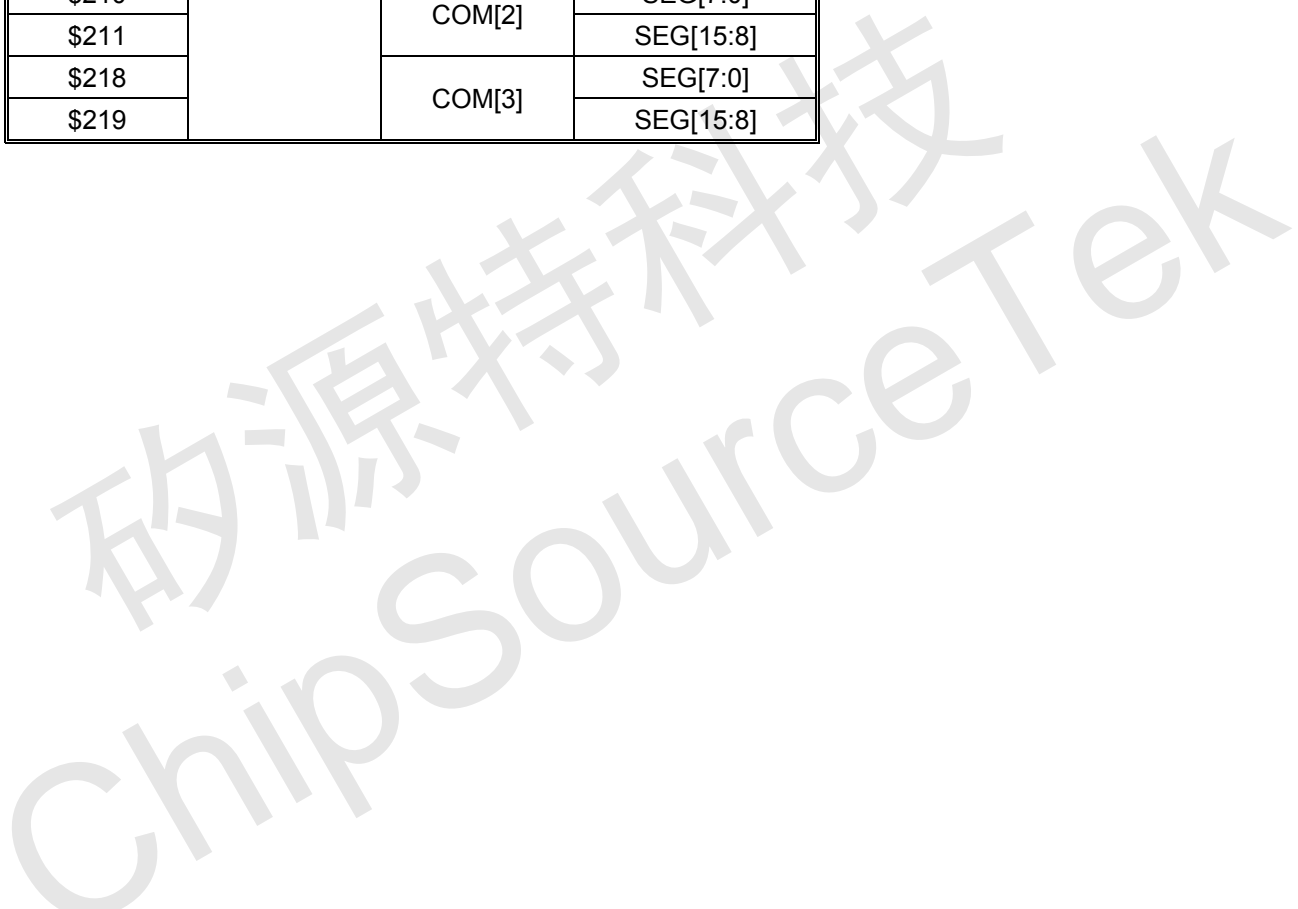 COM[2]
$211 SEG[15:8]
$218 COM[3] SEG[7:0]
$219 SEG[15:8]
矽源特科技
ChipSourceTek